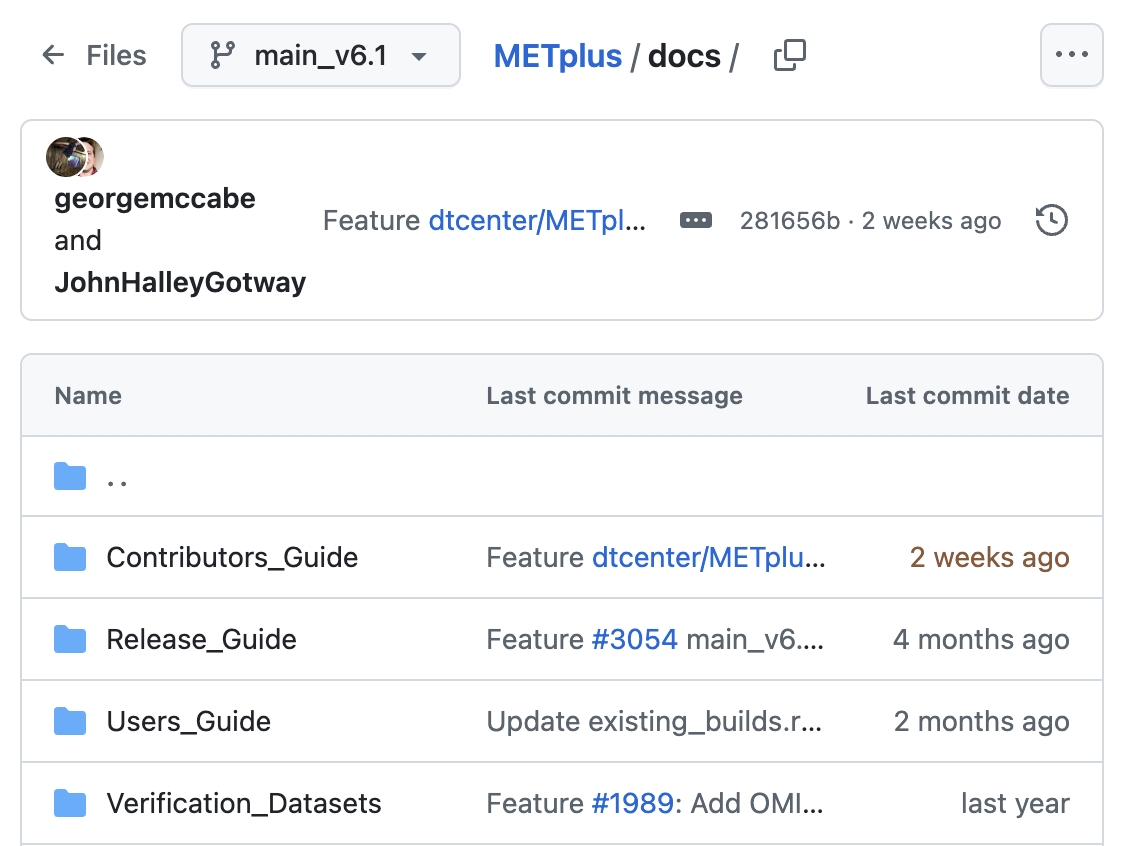 Files main_v6.1 METplus / docs /
georgemccabe
and
JohnHalleyGotway
Feature dtcenter/METpl... 281656b · 2 weeks ago
Name Last commit message Last commit date
..
Contributors_Guide Feature dtcenter/METplu... 2 weeks ago
Release_Guide Feature #3054 main_v6.... 4 months ago
Users_Guide Update existing_builds.r... 2 months ago
Verification_Datasets Feature #1989: Add OMI... last year